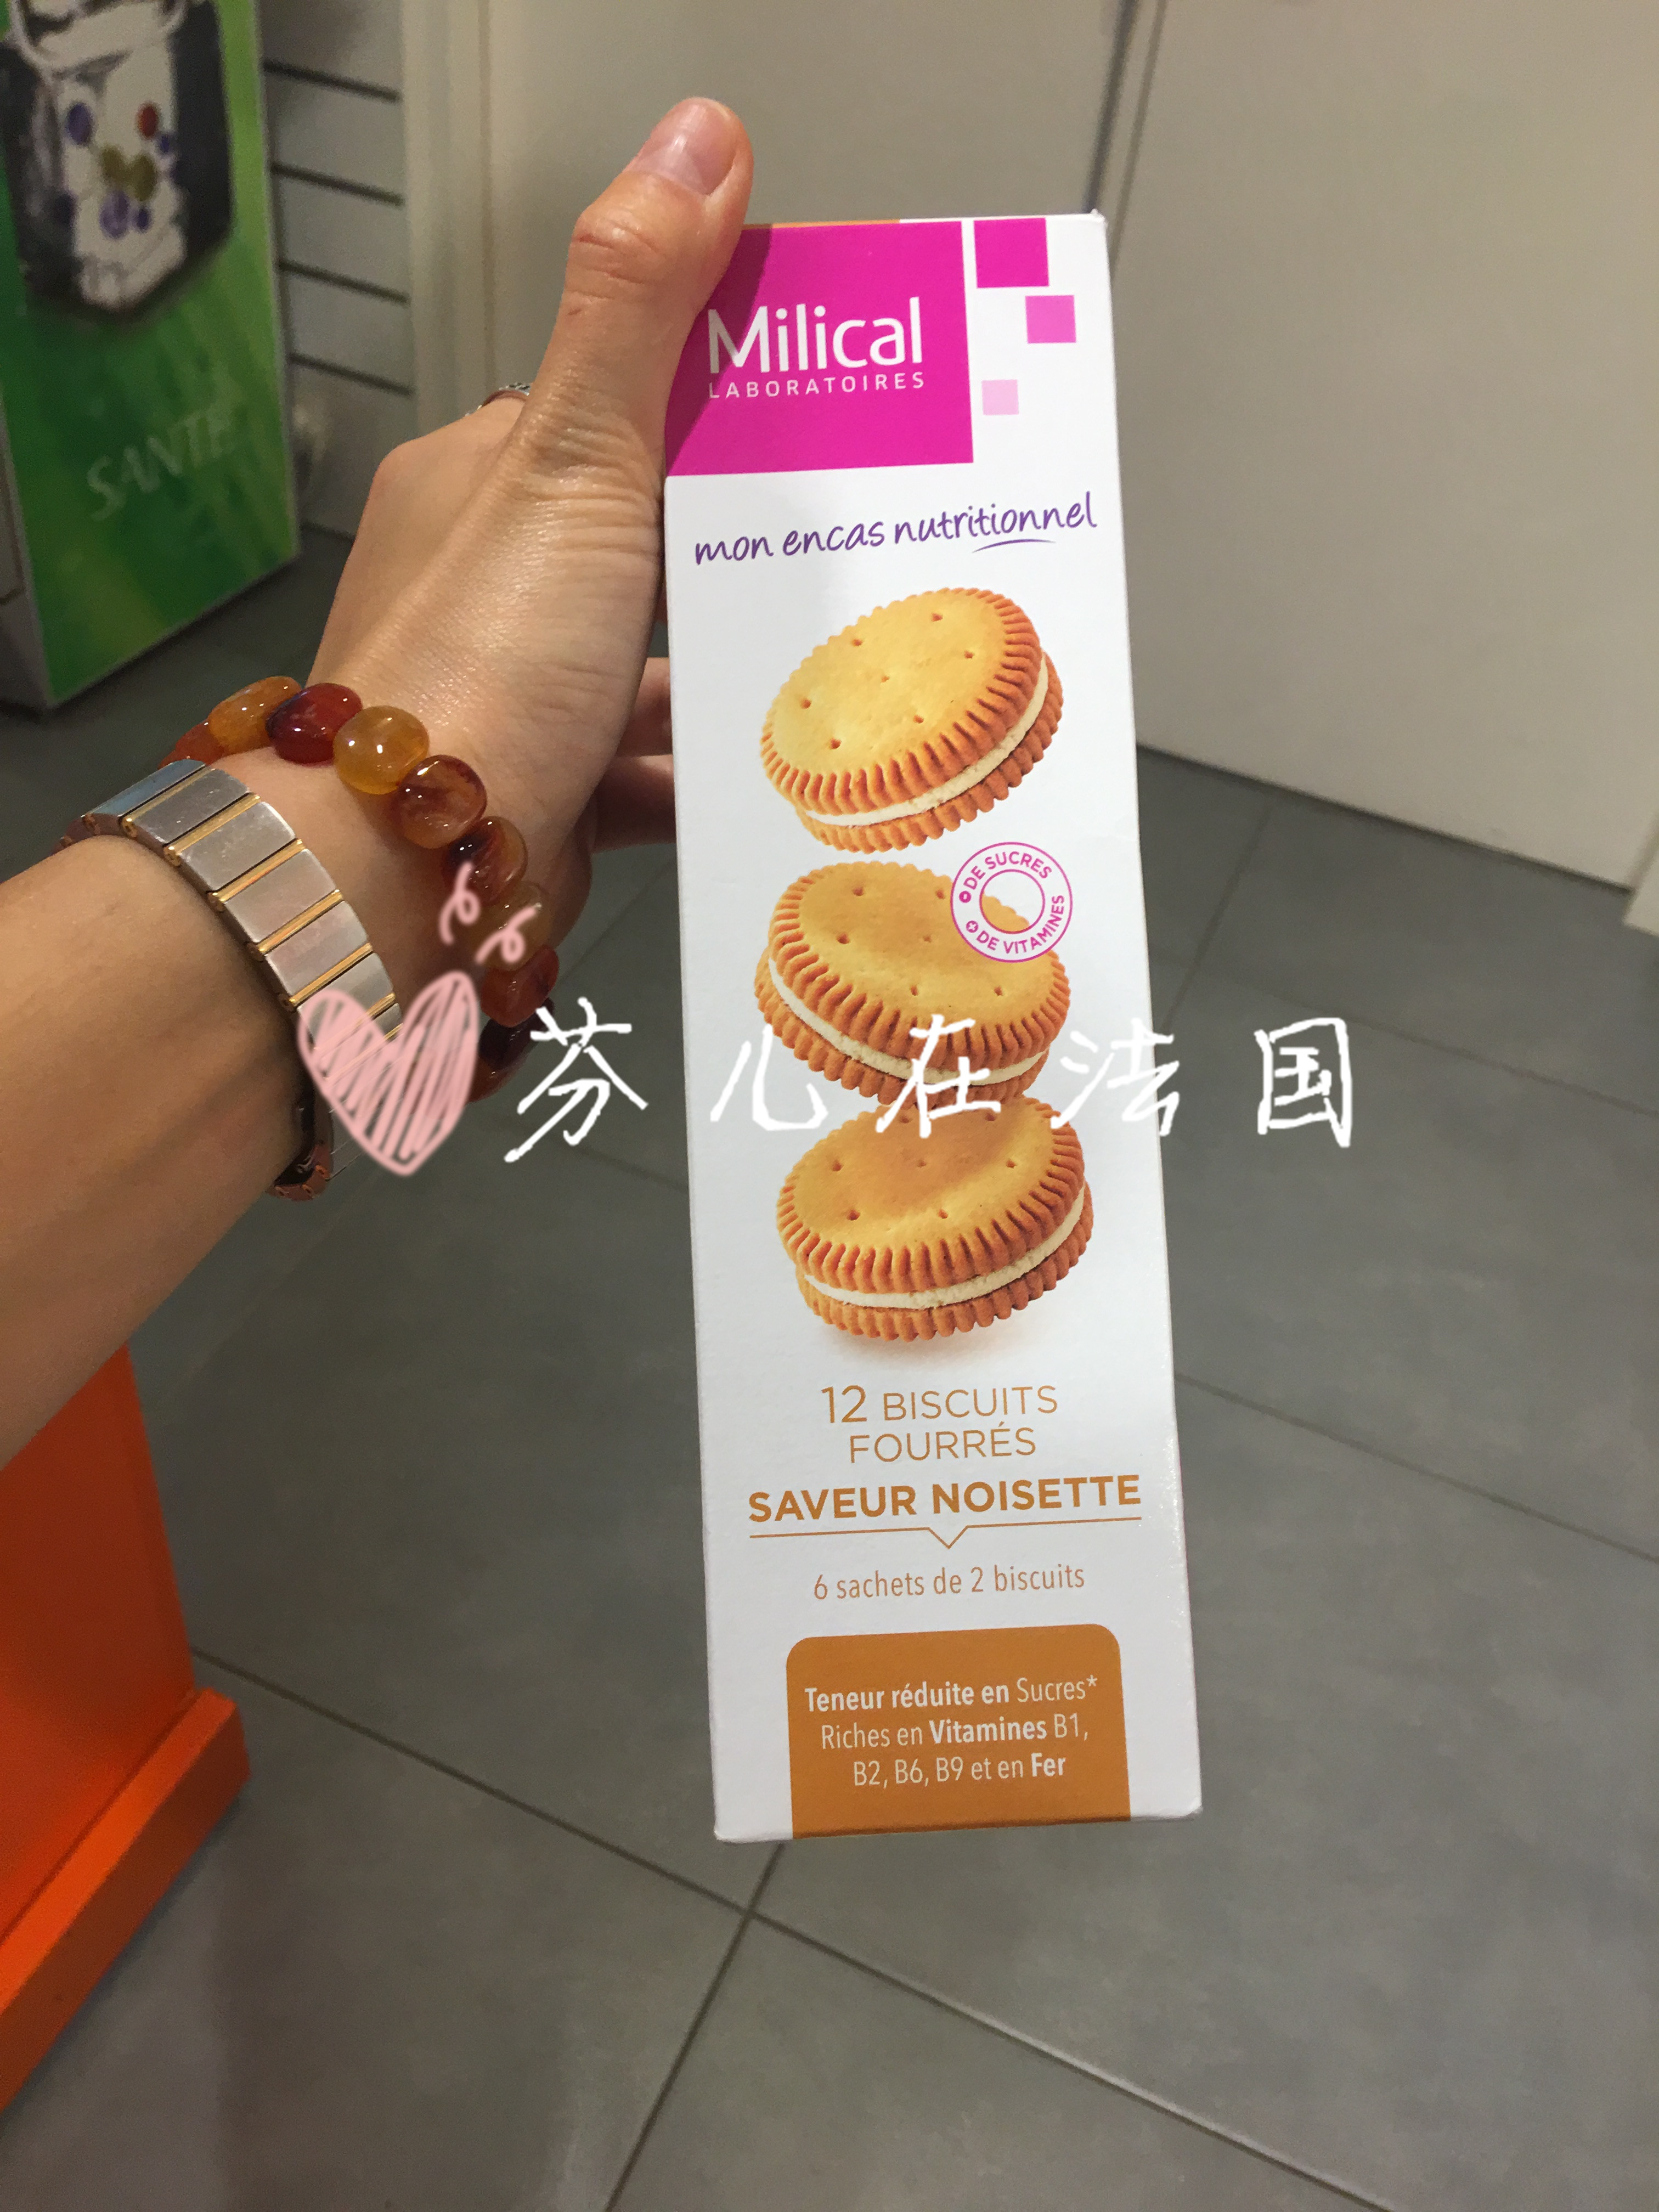 SANTÉ
Milical
LABORATOIRES
mon encas nutritionnel
DE SUCRES
DE VITAMINES
芬儿在法国
12 BISCUITS
FOURRÉS
SAVEUR NOISETTE
6 sachets de 2 biscuits
Teneur réduite en Sucres*
Riches en Vitamines B1,
B2, B6, B9 et en Fer